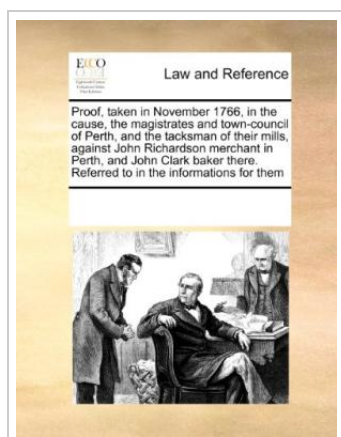 ECCO
Law and Reference
Proof, taken in November 1766, in the
cause, the magistrates and town-council
of Perth, and the tacksman of their mills,
against John Richardson merchant in
Perth, and John Clark baker there.
Referred to in the informations for them